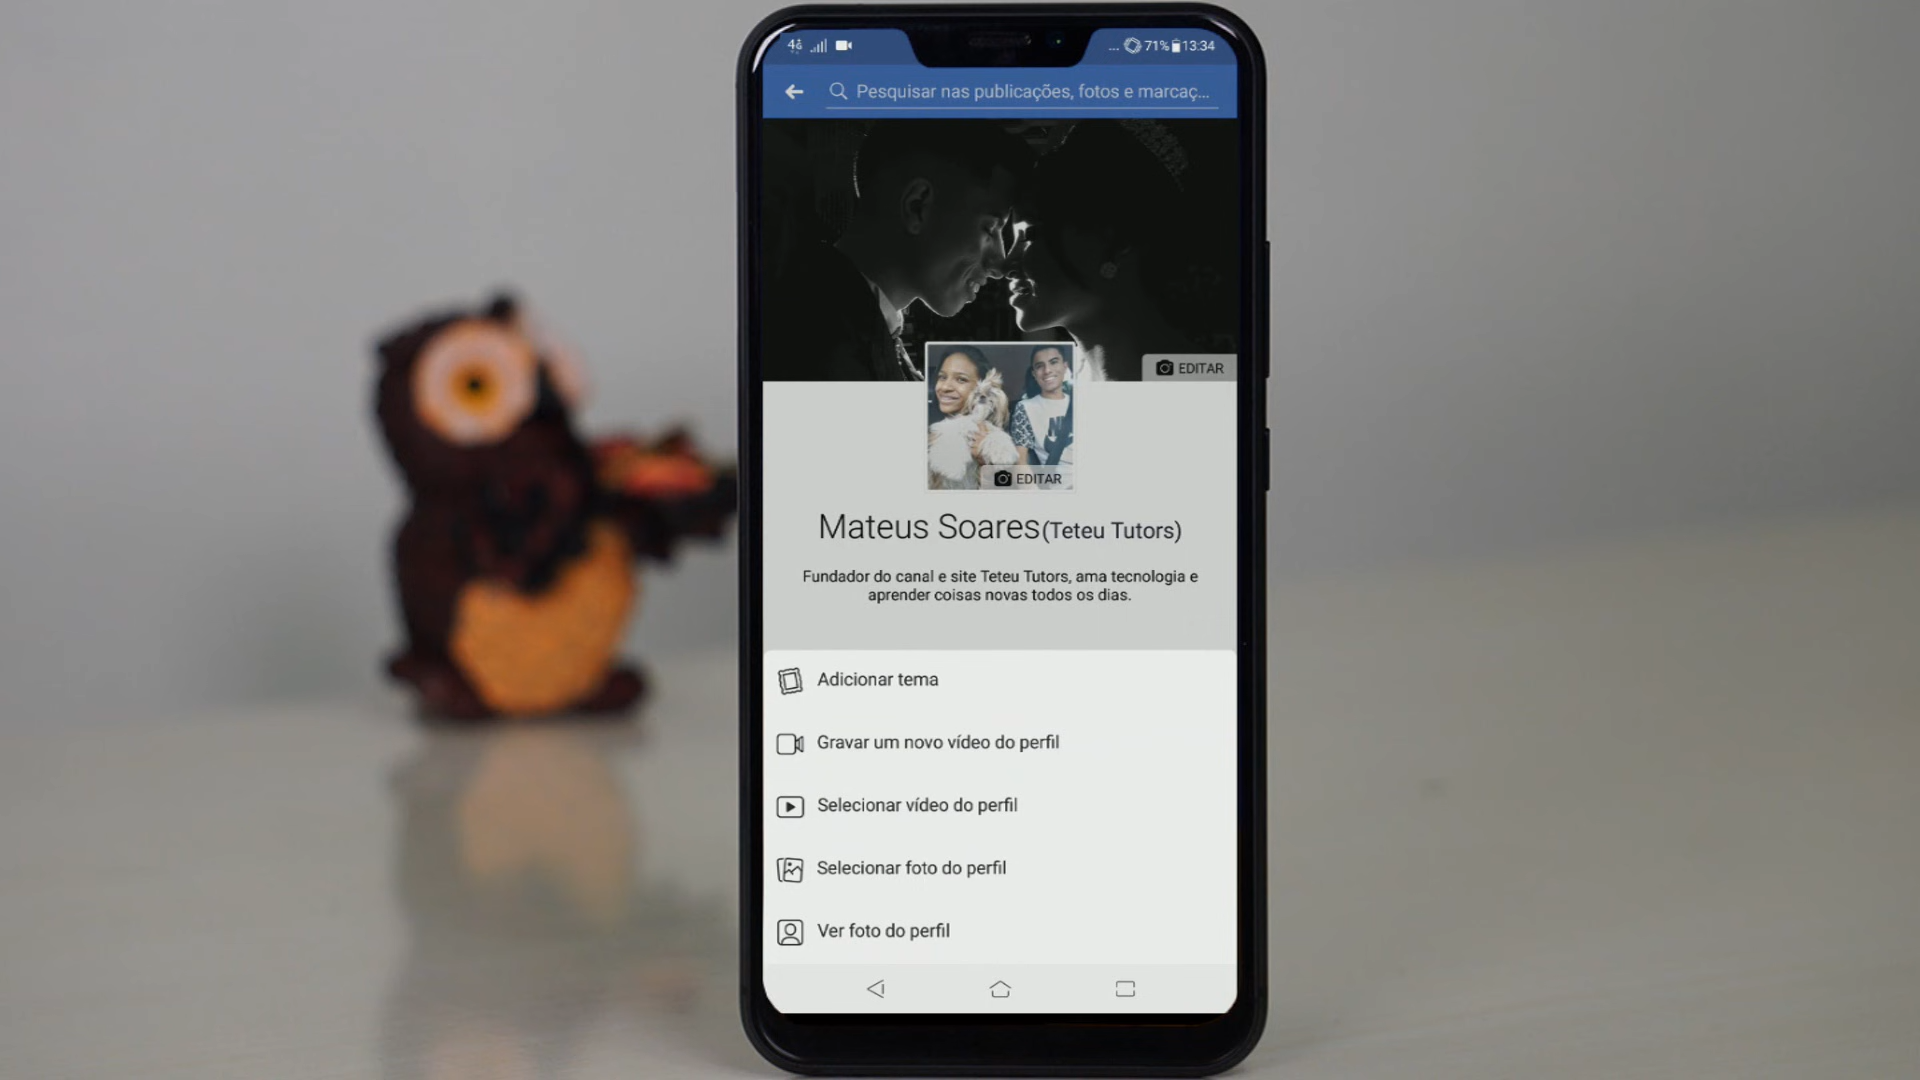 4G 71% 13:34
Pesquisar nas publicações, fotos e marcaç...
EDITAR
EDITAR
Mateus Soares(Teteu Tutors)
Fundador do canal e site Teteu Tutors, ama tecnologia e
aprender coisas novas todos os dias.
Adicionar tema
Gravar um novo vídeo do perfil
Selecionar vídeo do perfil
Selecionar foto do perfil
Ver foto do perfil